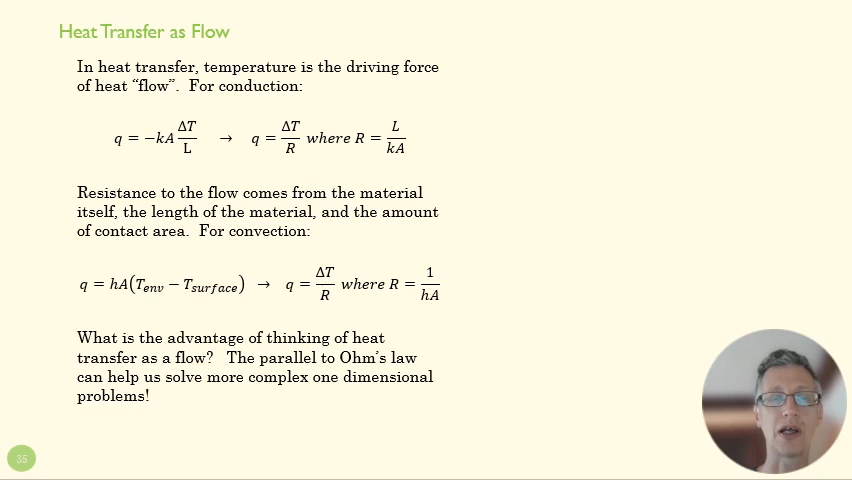 Heat Transfer as Flow
In heat transfer, temperature is the driving force
of heat “flow”. For conduction:
q = −kA ΔT/L → q = ΔT/R where R = L/kA
Resistance to the flow comes from the material
itself, the length of the material, and the amount
of contact area. For convection:
q = hA(T_env − T_surface) → q = ΔT/R where R = 1/hA
What is the advantage of thinking of heat
transfer as a flow? The parallel to Ohm’s law
can help us solve more complex one dimensional
problems!
35